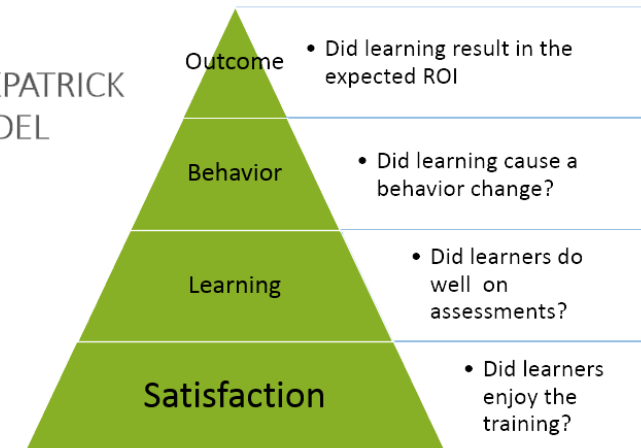 KPATRICK
DEL
Outcome
• Did learning result in the
expected ROI
Behavior
• Did learning cause a
behavior change?
Learning
• Did learners do
well on
assessments?
Satisfaction
• Did learners
enjoy the
training?